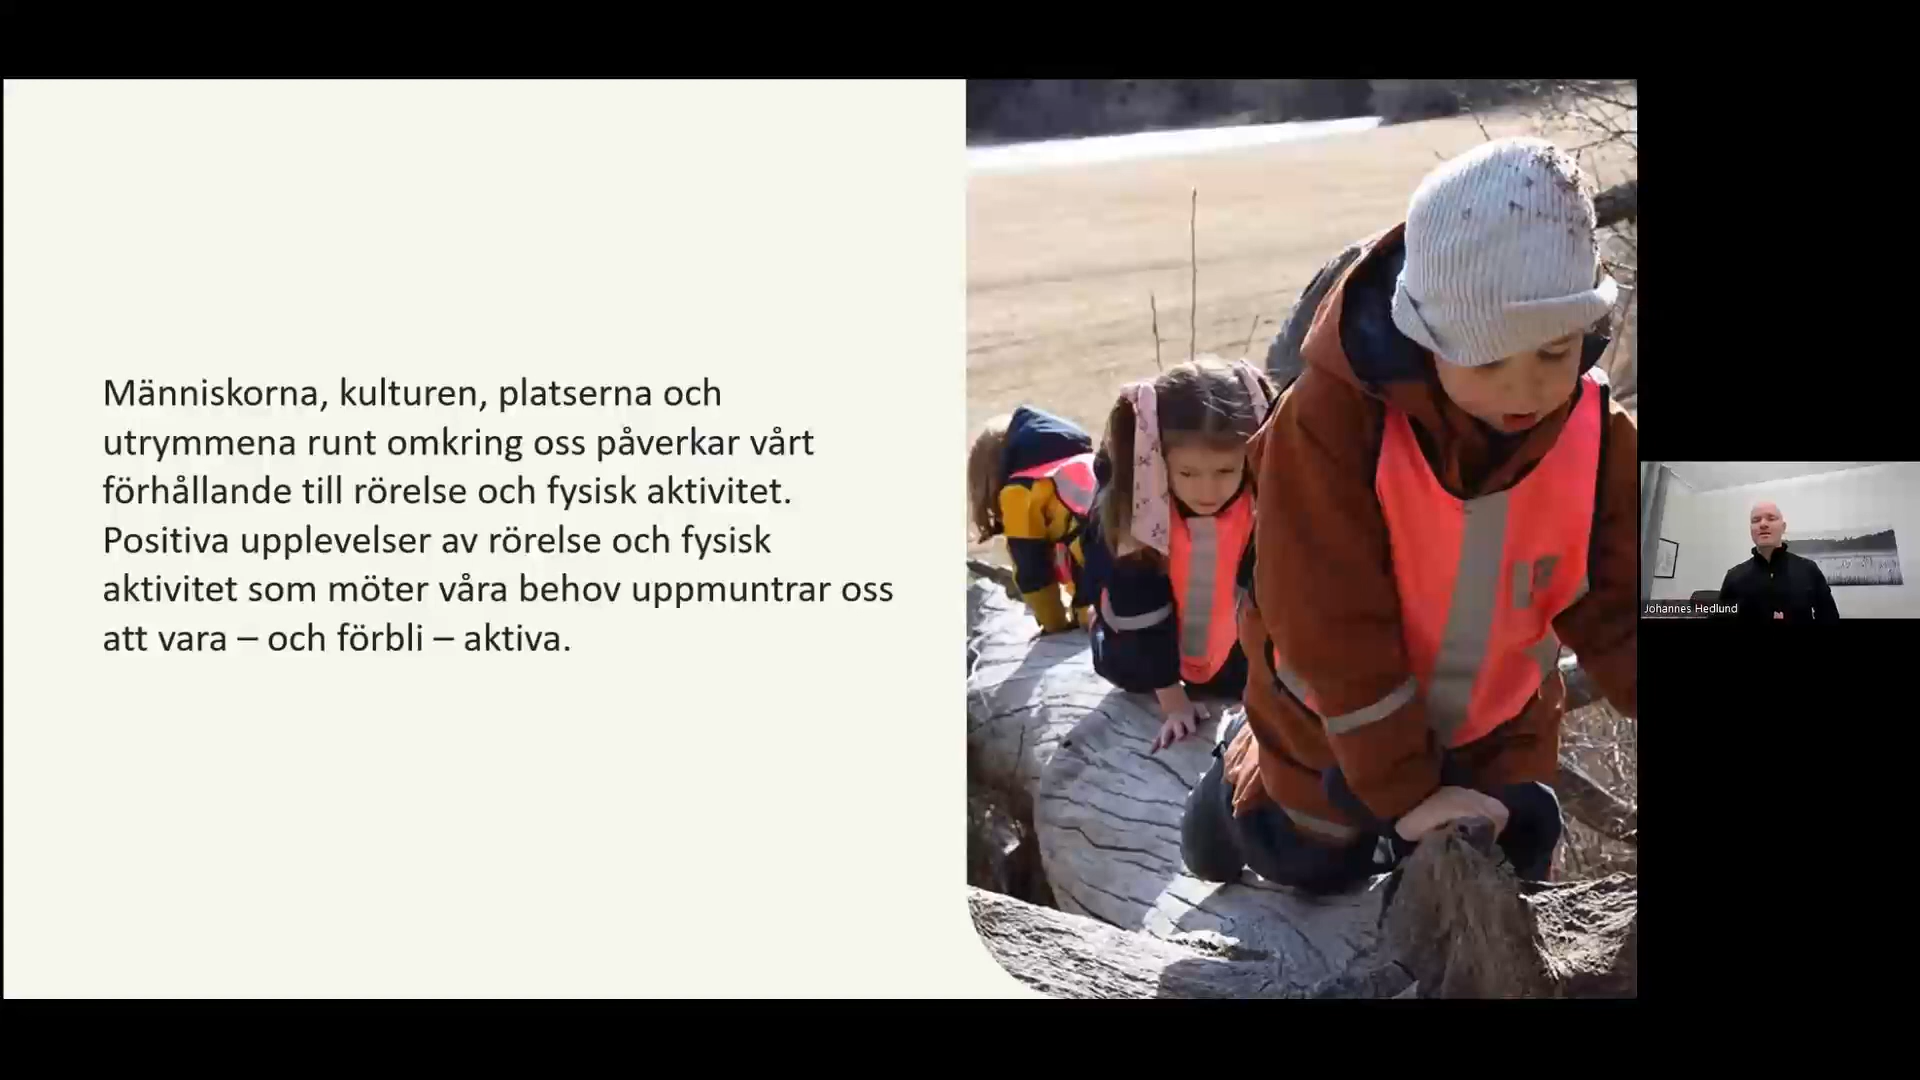 Människorna, kulturen, platserna och
utrymmena runt omkring oss påverkar vårt
förhållande till rörelse och fysisk aktivitet.
Positiva upplevelser av rörelse och fysisk
aktivitet som möter våra behov uppmuntrar oss
att vara – och förbli – aktiva.
Johannes Hedlund